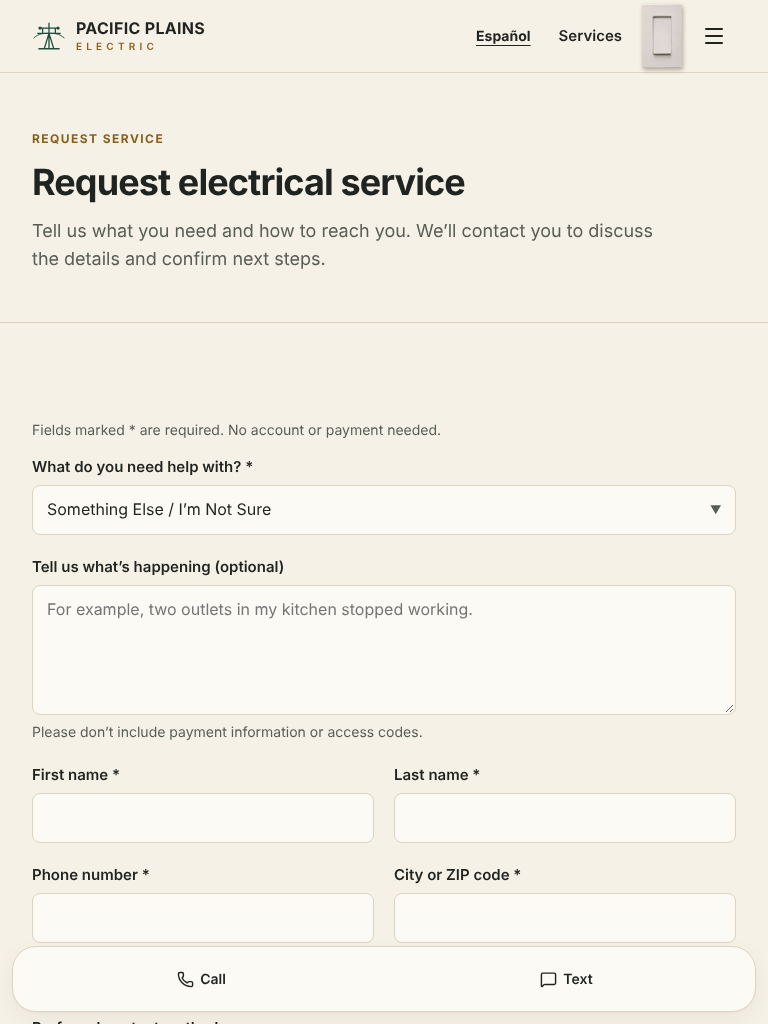 PACIFIC PLAINS
ELECTRIC
Español
Services
REQUEST SERVICE
Request electrical service
Tell us what you need and how to reach you. We’ll contact you to discuss
the details and confirm next steps.
Fields marked * are required. No account or payment needed.
What do you need help with? *
Something Else / I’m Not Sure
Tell us what’s happening (optional)
For example, two outlets in my kitchen stopped working.
Please don’t include payment information or access codes.
First name *
Last name *
Phone number *
City or ZIP code *
Call
Text